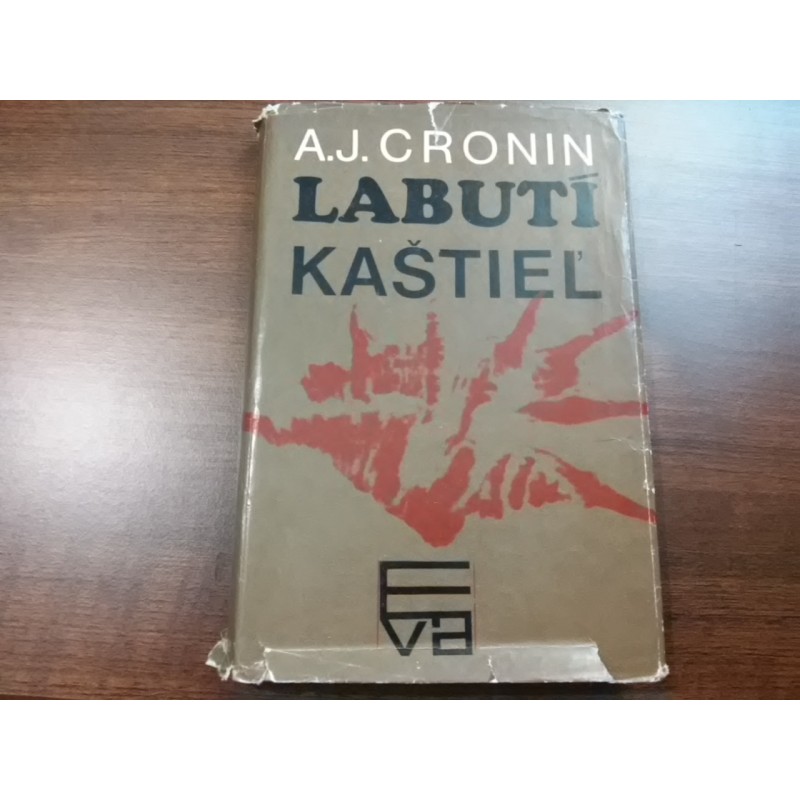 A.J. CRONIN
LABUTÍ
KAŠTIEĽ
EVA